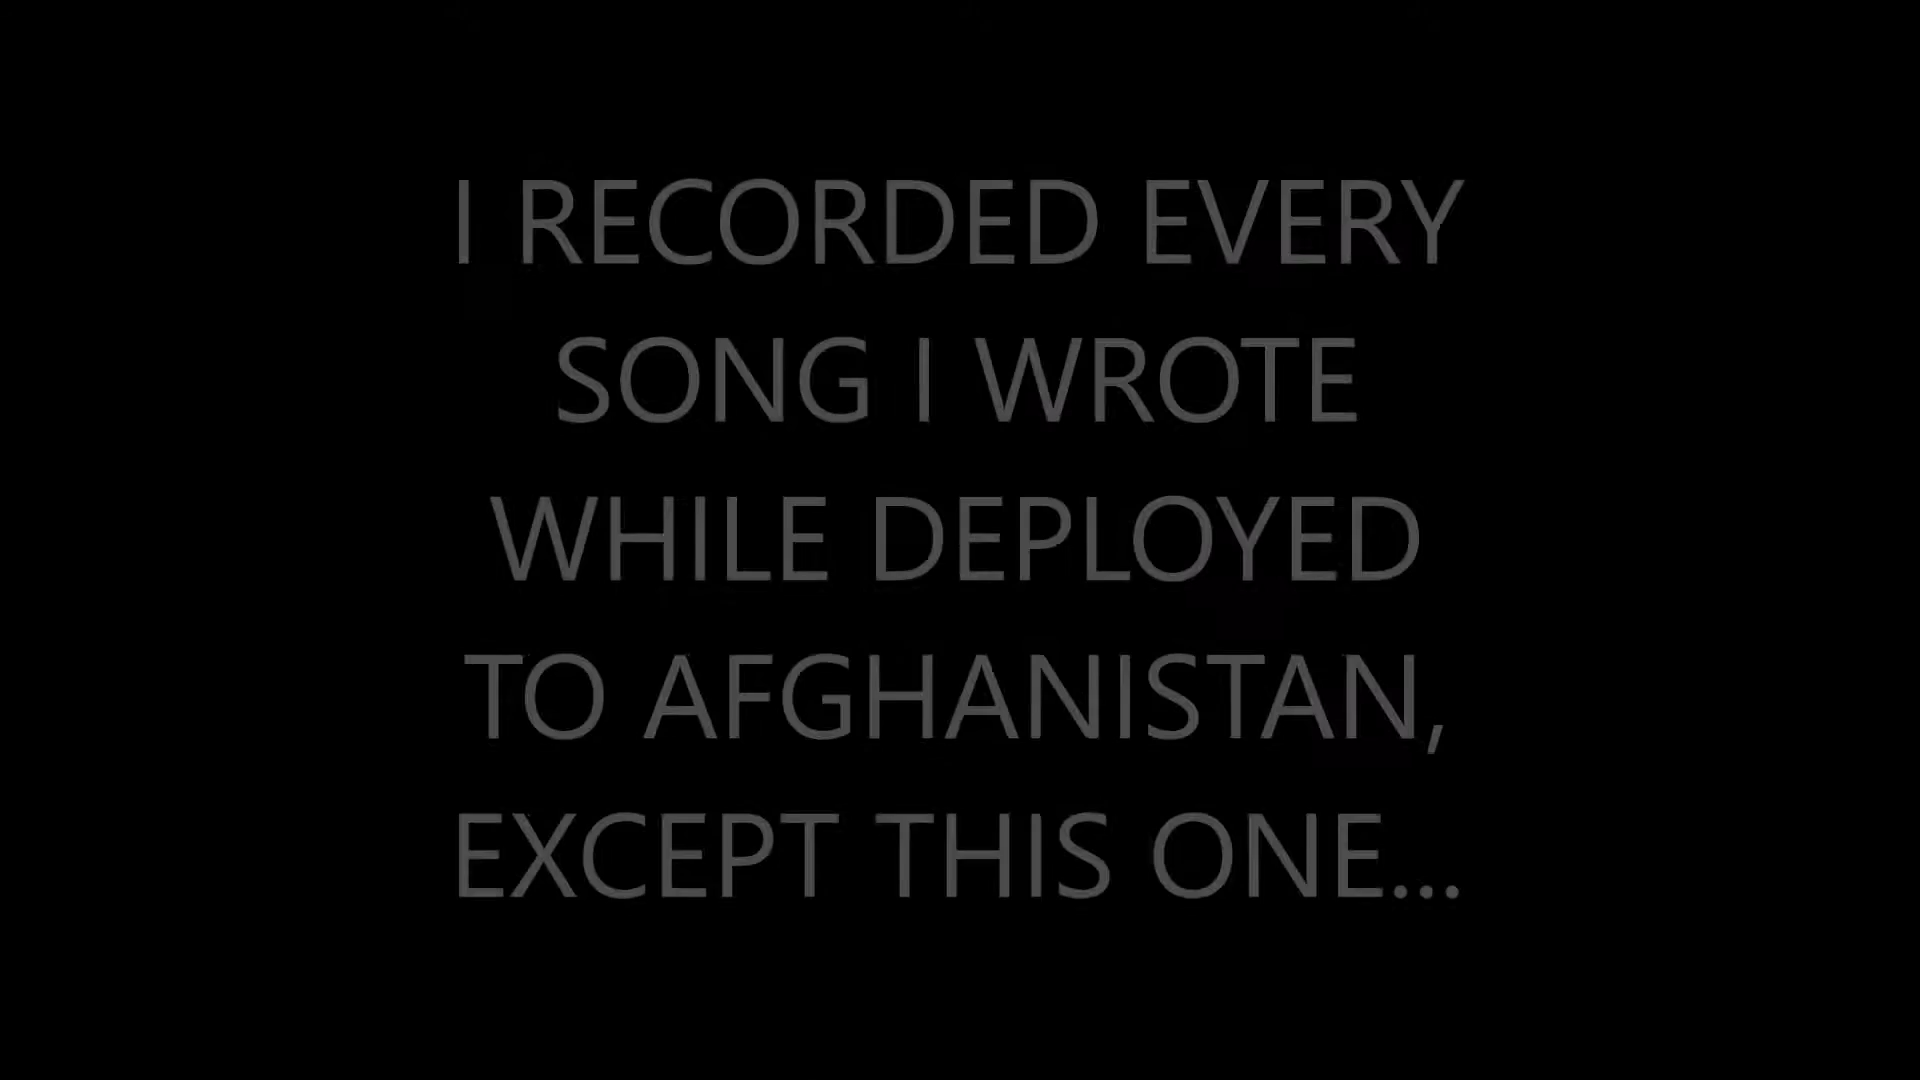 I RECORDED EVERY
SONG I WROTE
WHILE DEPLOYED
TO AFGHANISTAN,
EXCEPT THIS ONE...